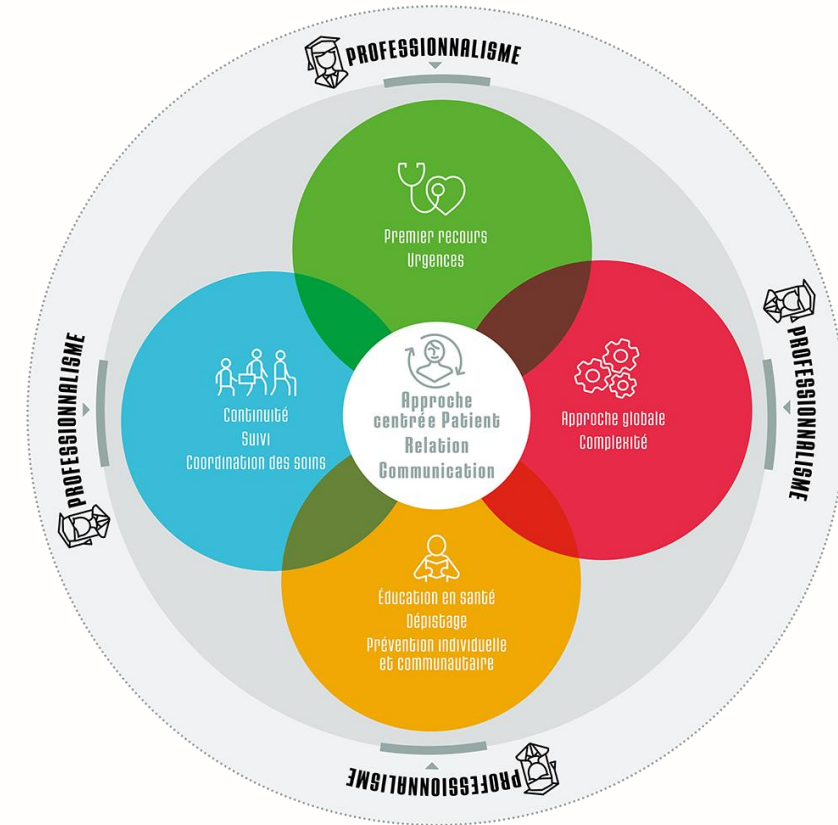 PROFESSIONNALISME
Premier recours
Urgences
PROFESSIONNALISME
Continuité
Suivi
Coordination des soins
Approche
centrée Patient
Relation
Communication
Approche globale
Complexité
PROFESSIONNALISME
Éducation en santé
Dépistage
Prévention individuelle
et communautaire
PROFESSIONNALISME